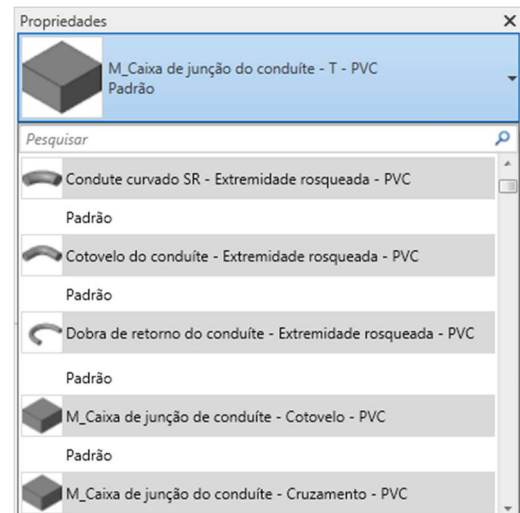 Propriedades
M_Caixa de junção do conduíte - T - PVC
Padrão
Pesquisar
Condute curvado SR - Extremidade rosqueada - PVC
Padrão
Cotovelo do conduíte - Extremidade rosqueada - PVC
Padrão
Dobra de retorno do conduíte - Extremidade rosqueada - PVC
Padrão
M_Caixa de junção de conduíte - Cotovelo - PVC
Padrão
M_Caixa de junção do conduíte - Cruzamento - PVC